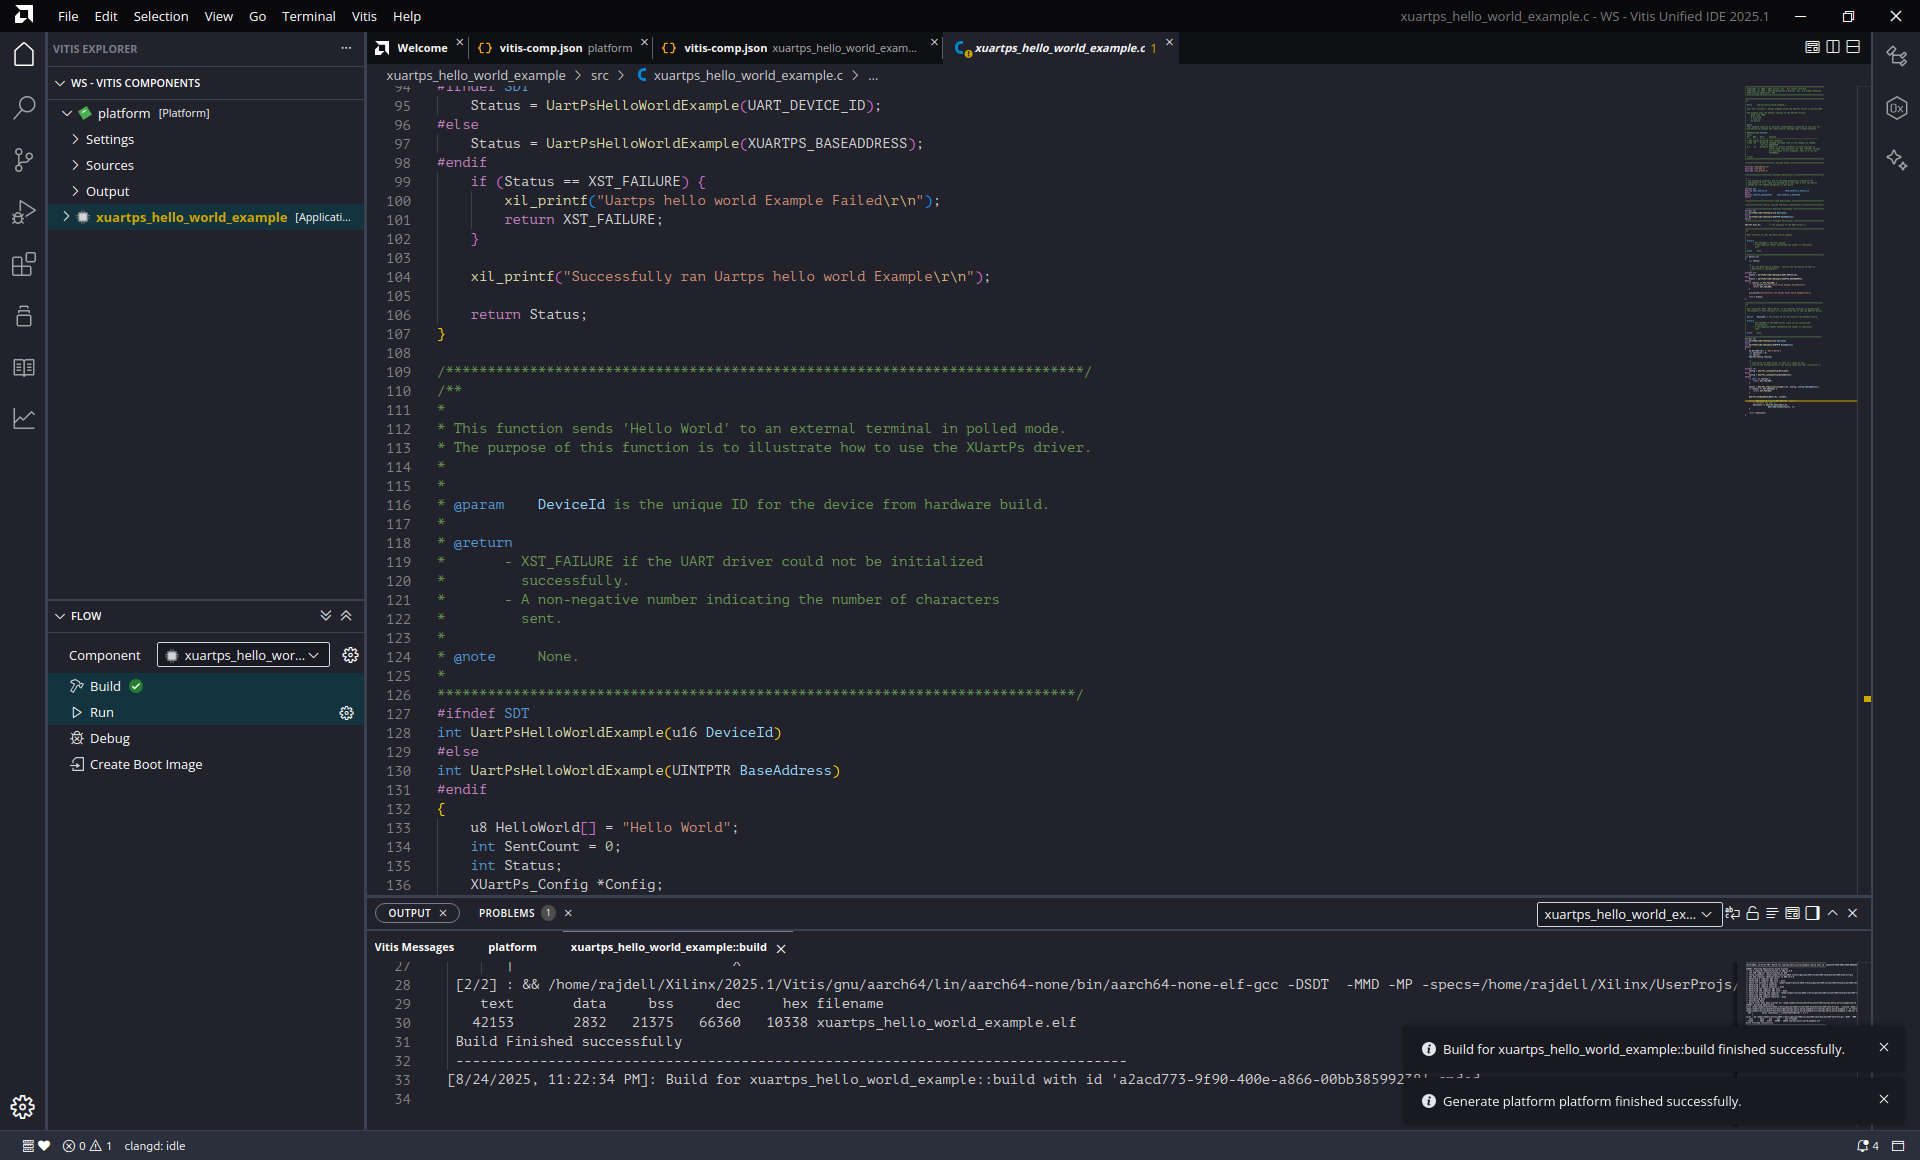 File Edit Selection View Go Terminal Vitis Help
xuartps_hello_world_example.c - WS - Vitis Unified IDE 2025.1
VITIS EXPLORER
WS - VITIS COMPONENTS
platform [Platform]
Settings
Sources
Output
xuartps_hello_world_example [Applicati...
FLOW
Component xuartps_hello_wor...
Build
Run
Debug
Create Boot Image
Welcome vitis-comp.json platform vitis-comp.json xuartps_hello_world_exam... xuartps_hello_world_example.c 1
xuartps_hello_world_example > src > C xuartps_hello_world_example.c > ...
94 #ifndef SDT
95 Status = UartPsHelloWorldExample(UART_DEVICE_ID);
96 #else
97 Status = UartPsHelloWorldExample(XUARTPS_BASEADDRESS);
98 #endif
99 if (Status == XST_FAILURE) {
100 xil_printf("Uartps hello world Example Failed\r\n");
101 return XST_FAILURE;
102 }
103
104 xil_printf("Successfully ran Uartps hello world Example\r\n");
105
106 return Status;
107 }
108
109 /****************************************************************************/
110 /**
111 *
112 * This function sends 'Hello World' to an external terminal in polled mode.
113 * The purpose of this function is to illustrate how to use the XUartPs driver.
114 *
115 *
116 * @param DeviceId is the unique ID for the device from hardware build.
117 *
118 * @return
119 * - XST_FAILURE if the UART driver could not be initialized
120 * successfully.
121 * - A non-negative number indicating the number of characters
122 * sent.
123 *
124 * @note None.
125 *
126 ****************************************************************************/
127 #ifndef SDT
128 int UartPsHelloWorldExample(u16 DeviceId)
129 #else
130 int UartPsHelloWorldExample(UINTPTR BaseAddress)
131 #endif
132 {
133 u8 HelloWorld[] = "Hello World";
134 int SentCount = 0;
135 int Status;
136 XUartPs_Config *Config;
OUTPUT PROBLEMS 1 xuartps_hello_world_ex...
Vitis Messages platform xuartps_hello_world_example::build
27 | ^
28 [2/2] : && /home/rajdell/Xilinx/2025.1/Vitis/gnu/aarch64/lin/aarch64-none/bin/aarch64-none-elf-gcc -DSDT -MMD -MP -specs=/home/rajdell/Xilinx/UserProjs/
29 text data bss dec hex filename
30 42153 2832 21375 66360 10338 xuartps_hello_world_example.elf
31 Build Finished successfully
32 --------------------------------------------------------------------------------
33 [8/24/2025, 11:22:34 PM]: Build for xuartps_hello_world_example::build with id 'a2acd773-9f90-400e-a866-00bb38599238' ended
34
Build for xuartps_hello_world_example::build finished successfully.
Generate platform platform finished successfully.
0 1 clangd: idle
4